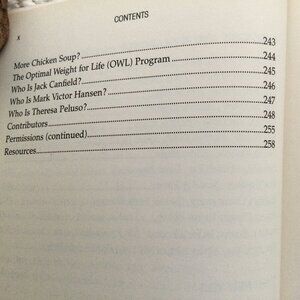 x
CONTENTS
More Chicken Soup?.....243
The Optimal Weight for Life (OWL) Program.....244
Who Is Jack Canfield?.....245
Who Is Mark Victor Hansen?.....246
Who Is Theresa Peluso?.....247
Contributors.....248
Permissions (continued).....255
Resources.....258